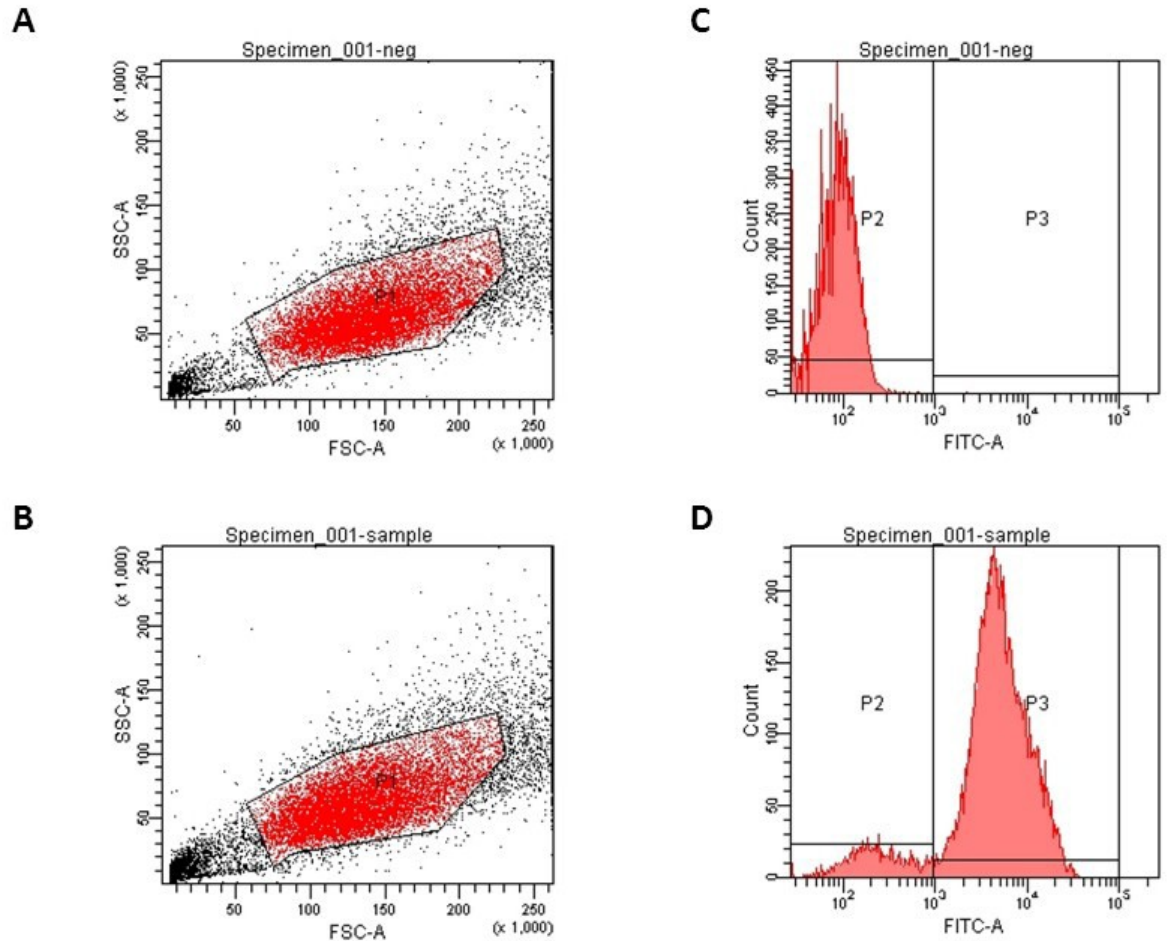 A
Specimen_001-neg
(x 1,000)
250
200
150
100
50
SSC-A
P1
50 100 150 200 250
FSC-A
(x 1,000)
C
Specimen_001-neg
450
400
350
300
250
200
150
100
50
0
Count
P2
P3
10² 10³ 10⁴ 10⁵
FITC-A
B
Specimen_001-sample
(x 1,000)
250
200
150
100
50
SSC-A
P1
50 100 150 200 250
FSC-A
(x 1,000)
D
Specimen_001-sample
200
150
100
50
0
Count
P2
P3
10² 10³ 10⁴ 10⁵
FITC-A